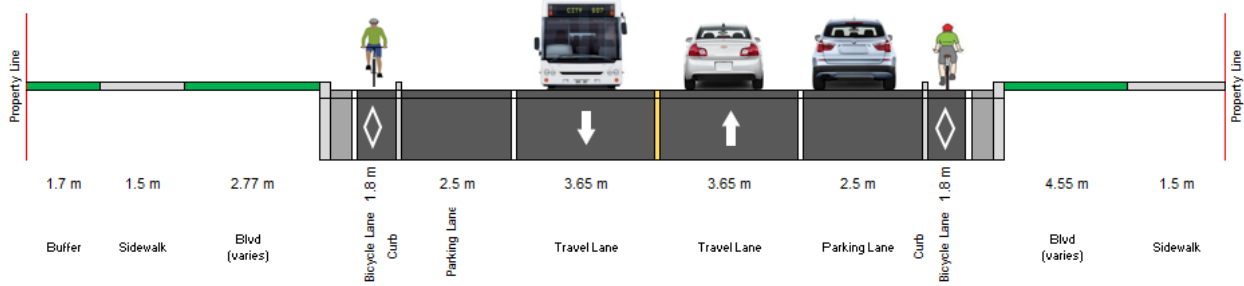 CITY 507
Property Line
Property Line
1.7 m
1.5 m
2.77 m
1.8 m
2.5 m
3.65 m
3.65 m
2.5 m
1.8 m
4.55 m
1.5 m
Buffer
Sidewalk
Blvd
(varies)
Bicycle Lane
Curb
Parking Lane
Travel Lane
Travel Lane
Parking Lane
Curb
Bicycle Lane
Blvd
(varies)
Sidewalk